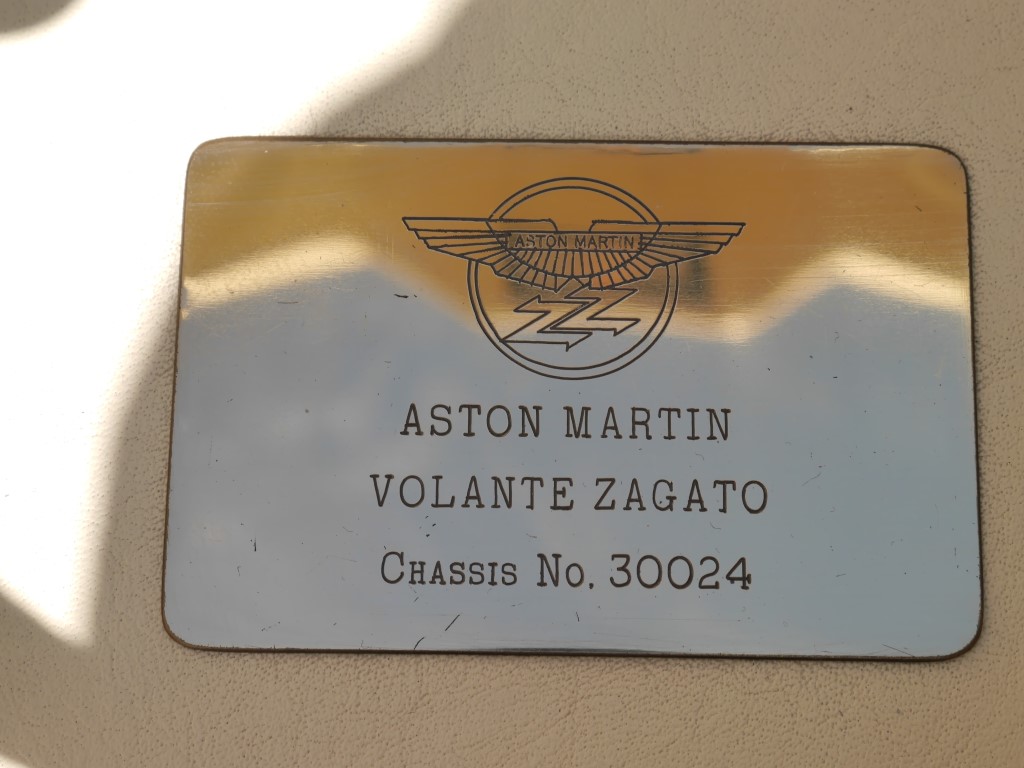 ASTON MARTIN
ASTON MARTIN
VOLANTE ZAGATO
CHASSIS NO. 30024